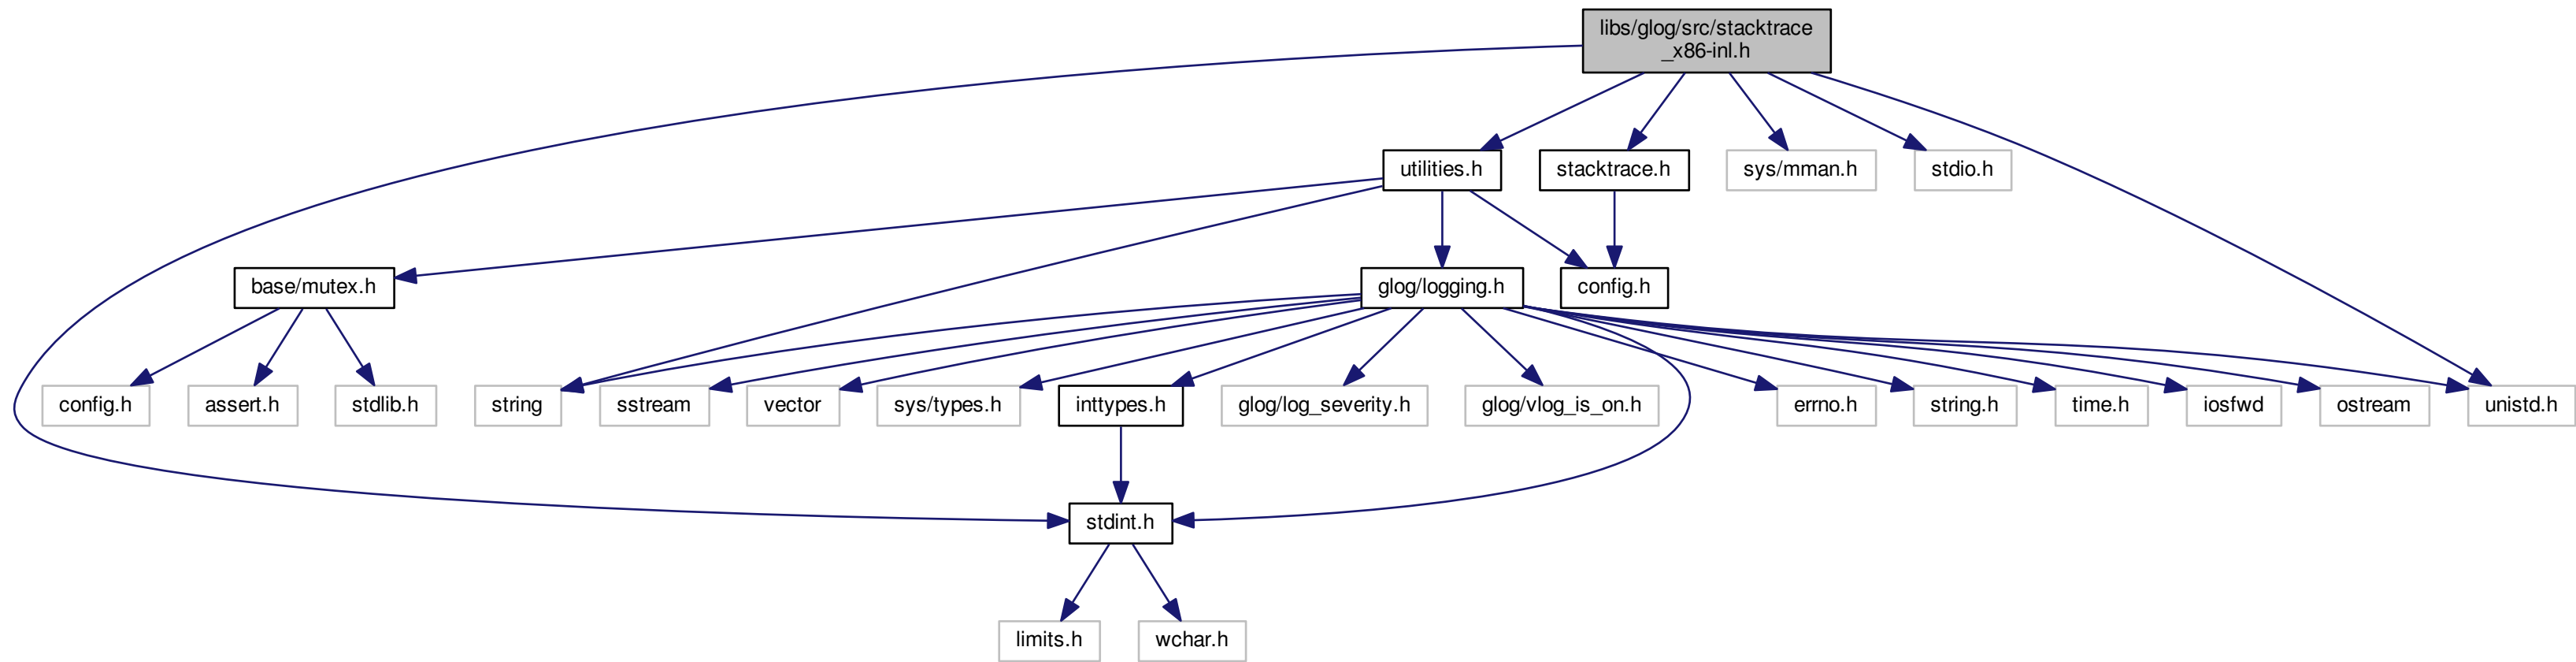 libs/glog/src/stacktrace
_x86-inl.h
utilities.h
stacktrace.h
sys/mman.h
stdio.h
base/mutex.h
glog/logging.h
config.h
config.h
assert.h
stdlib.h
string
sstream
vector
sys/types.h
inttypes.h
glog/log_severity.h
glog/vlog_is_on.h
errno.h
string.h
time.h
iosfwd
ostream
unistd.h
stdint.h
limits.h
wchar.h